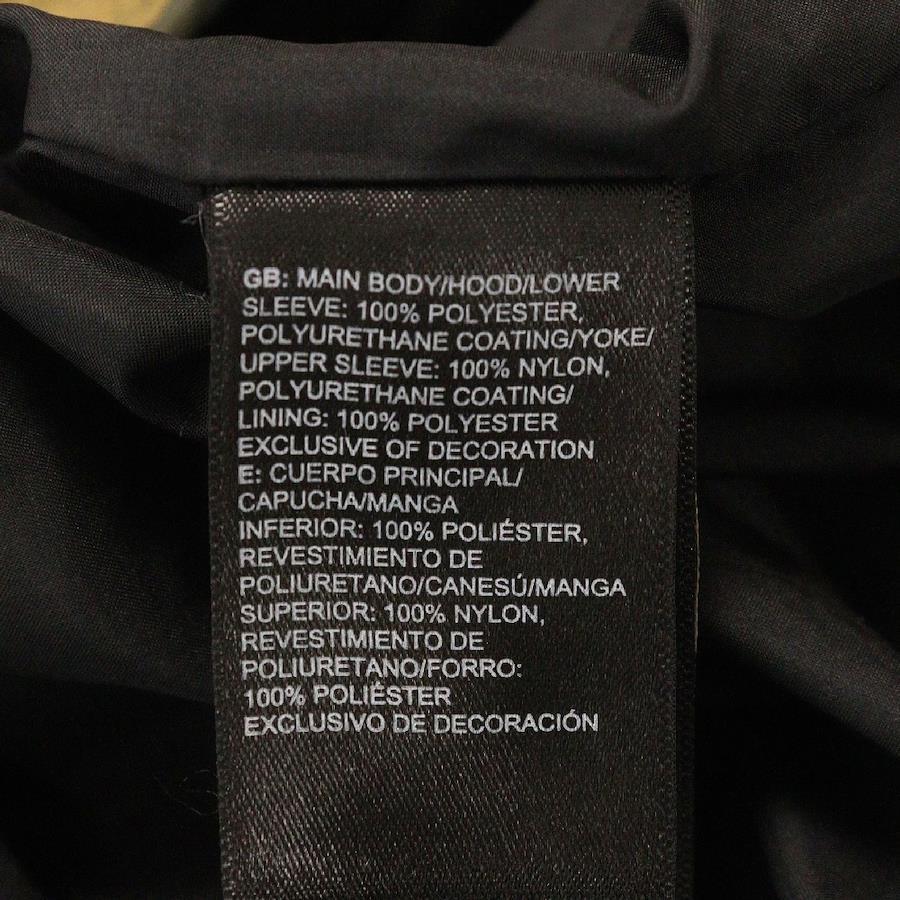 GB: MAIN BODY/HOOD/LOWER
SLEEVE: 100% POLYESTER,
POLYURETHANE COATING/YOKE/
UPPER SLEEVE: 100% NYLON,
POLYURETHANE COATING/
LINING: 100% POLYESTER
EXCLUSIVE OF DECORATION
E: CUERPO PRINCIPAL/
CAPUCHA/MANGA
INFERIOR: 100% POLIÉSTER,
REVESTIMIENTO DE
POLIURETANO/CANESÚ/MANGA
SUPERIOR: 100% NYLON,
REVESTIMIENTO DE
POLIURETANO/FORRO:
100% POLIÉSTER
EXCLUSIVO DE DECORACIÓN